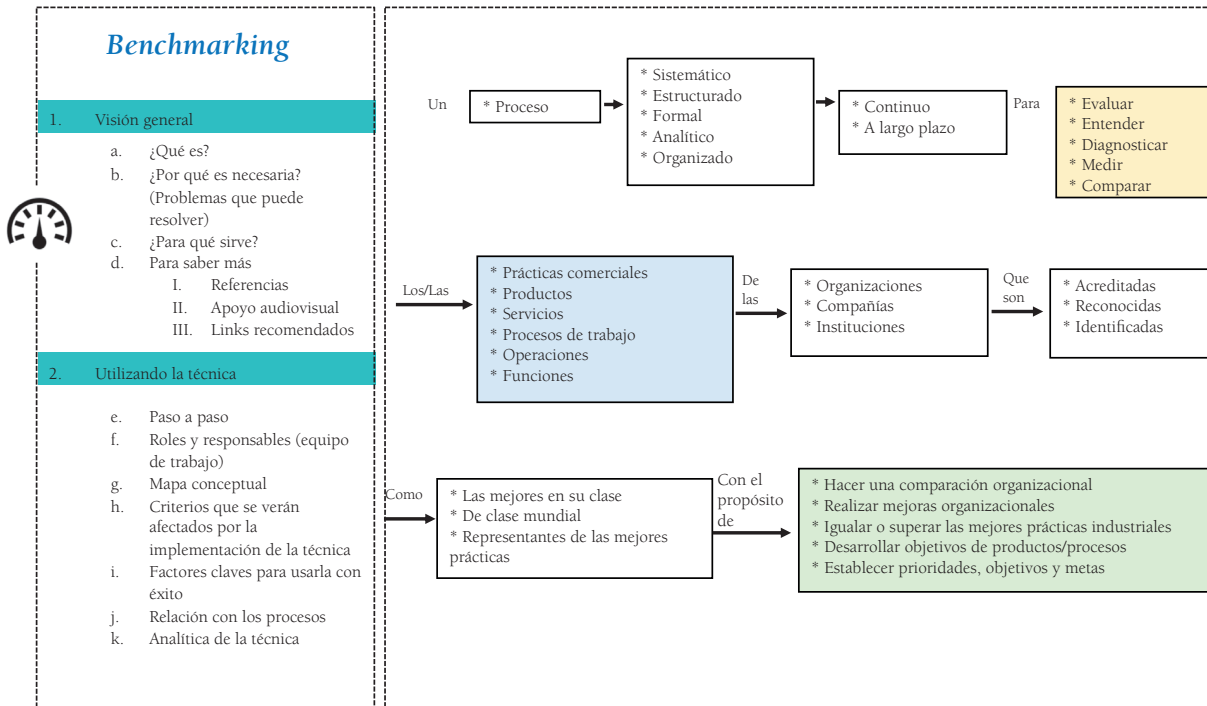 Benchmarking
1. Visión general
a. ¿Qué es?
b. ¿Por qué es necesaria?
(Problemas que puede
resolver)
c. ¿Para qué sirve?
d. Para saber más
I. Referencias
II. Apoyo audiovisual
III. Links recomendados
2. Utilizando la técnica
e. Paso a paso
f. Roles y responsables (equipo
de trabajo)
g. Mapa conceptual
h. Criterios que se verán
afectados por la
implementación de la técnica
i. Factores claves para usarla con
éxito
j. Relación con los procesos
k. Analítica de la técnica
Un
* Proceso
* Sistemático
* Estructurado
* Formal
* Analítico
* Organizado
* Continuo
* A largo plazo
Para
* Evaluar
* Entender
* Diagnosticar
* Medir
* Comparar
Los/Las
* Prácticas comerciales
* Productos
* Servicios
* Procesos de trabajo
* Operaciones
* Funciones
De
las
* Organizaciones
* Compañías
* Instituciones
Que
son
* Acreditadas
* Reconocidas
* Identificadas
Como
* Las mejores en su clase
* De clase mundial
* Representantes de las mejores
prácticas
Con el
propósito
de
* Hacer una comparación organizacional
* Realizar mejoras organizacionales
* Igualar o superar las mejores prácticas industriales
* Desarrollar objetivos de productos/procesos
* Establecer prioridades, objetivos y metas